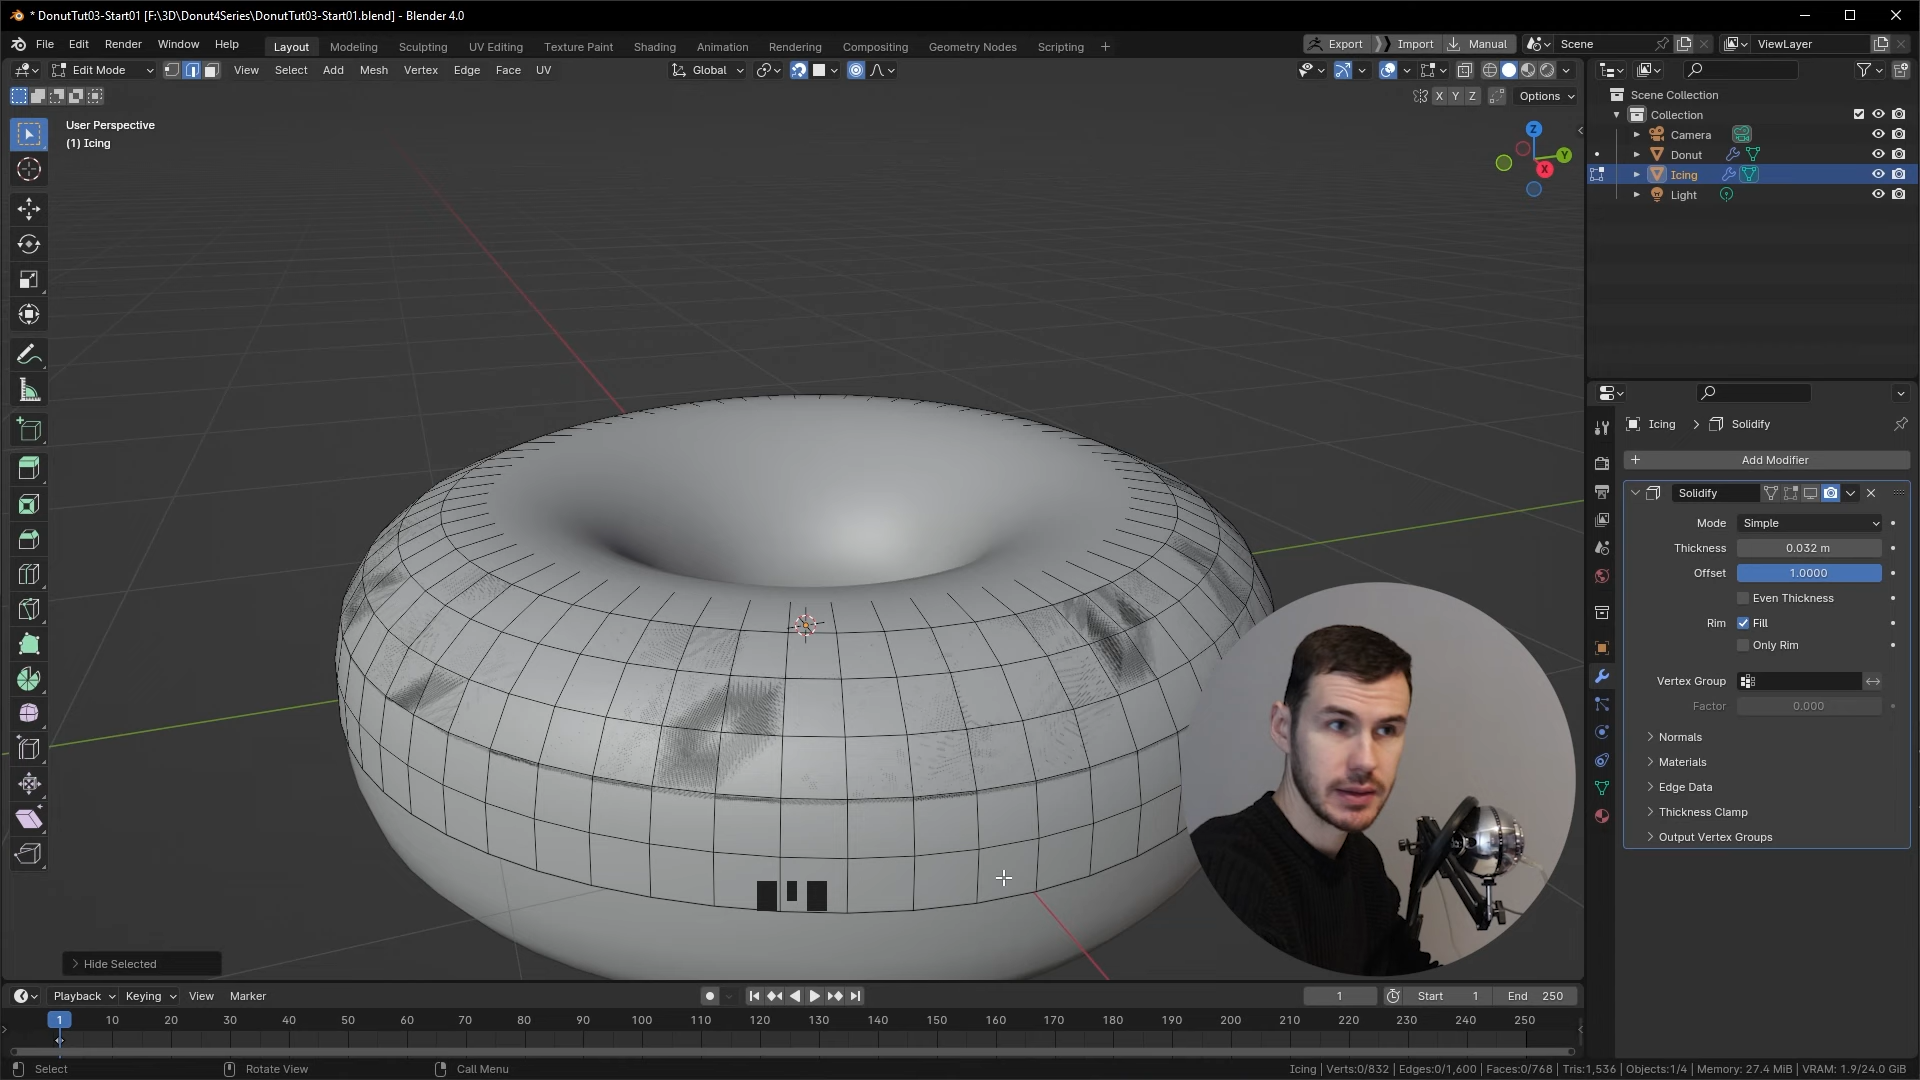 * DonutTut03-Start01 [F:\3D\Donut4Series\DonutTut03-Start01.blend] - Blender 4.0
File Edit Render Window Help Layout Modeling Sculpting UV Editing Texture Paint Shading Animation Rendering Compositing Geometry Nodes Scripting + Export Import Manual Scene ViewLayer
Edit Mode View Select Add Mesh Vertex Edge Face UV Global
X Y Z Options
User Perspective
(1) Icing
Z
Y
X
Scene Collection
Collection
Camera
Donut
Icing
Light
Icing > Solidify
+ Add Modifier
Solidify
Mode Simple
Thickness 0.032 m
Offset 1.0000
Even Thickness
Rim Fill
Only Rim
Vertex Group
Factor 0.000
Normals
Materials
Edge Data
Thickness Clamp
Output Vertex Groups
> Hide Selected
Playback Keying View Marker 1 Start 1 End 250
1 10 20 30 40 50 60 70 80 90 100 110 120 130 140 150 160 170 180 190 200 210 220 230 240 250
Select Rotate View Call Menu Icing | Verts:0/832 | Edges:0/1,600 | Faces:0/768 | Tris:1,536 | Objects:1/4 | Memory: 27.4 MiB | VRAM: 1.9/24.0 GiB